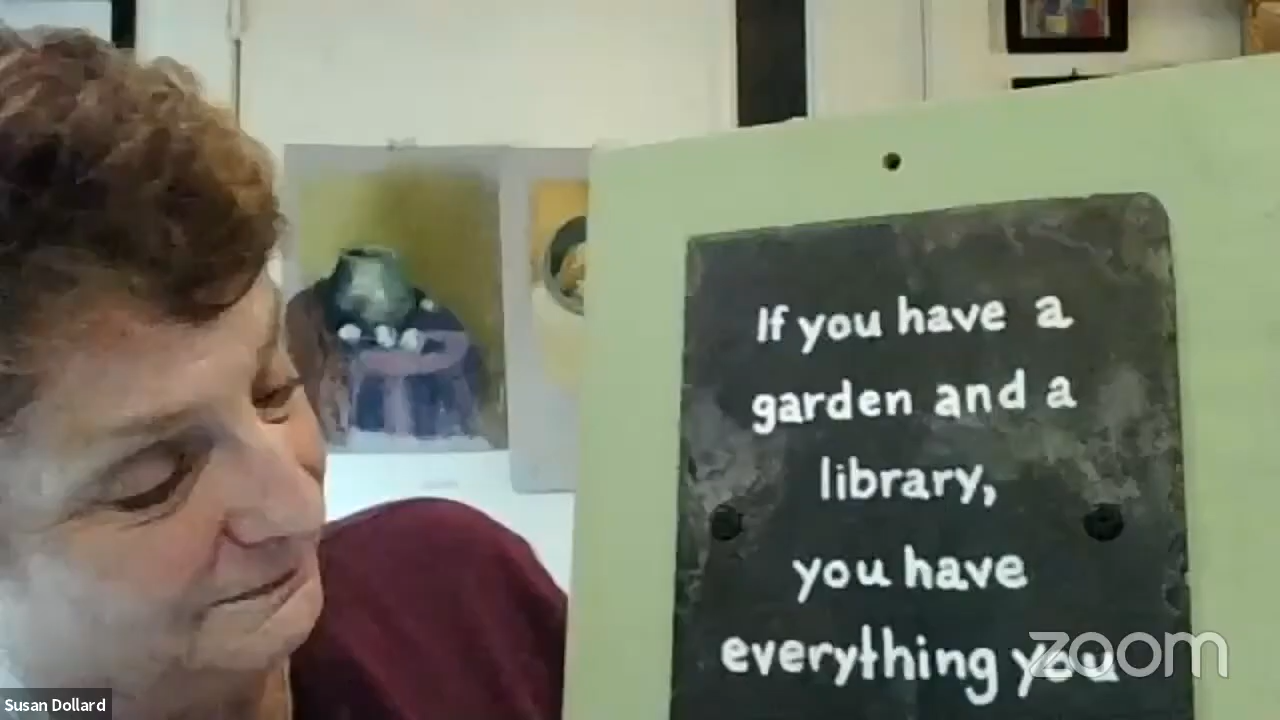 If you have a
garden and a
library,
you have
everything you
zoom
Susan Dollard